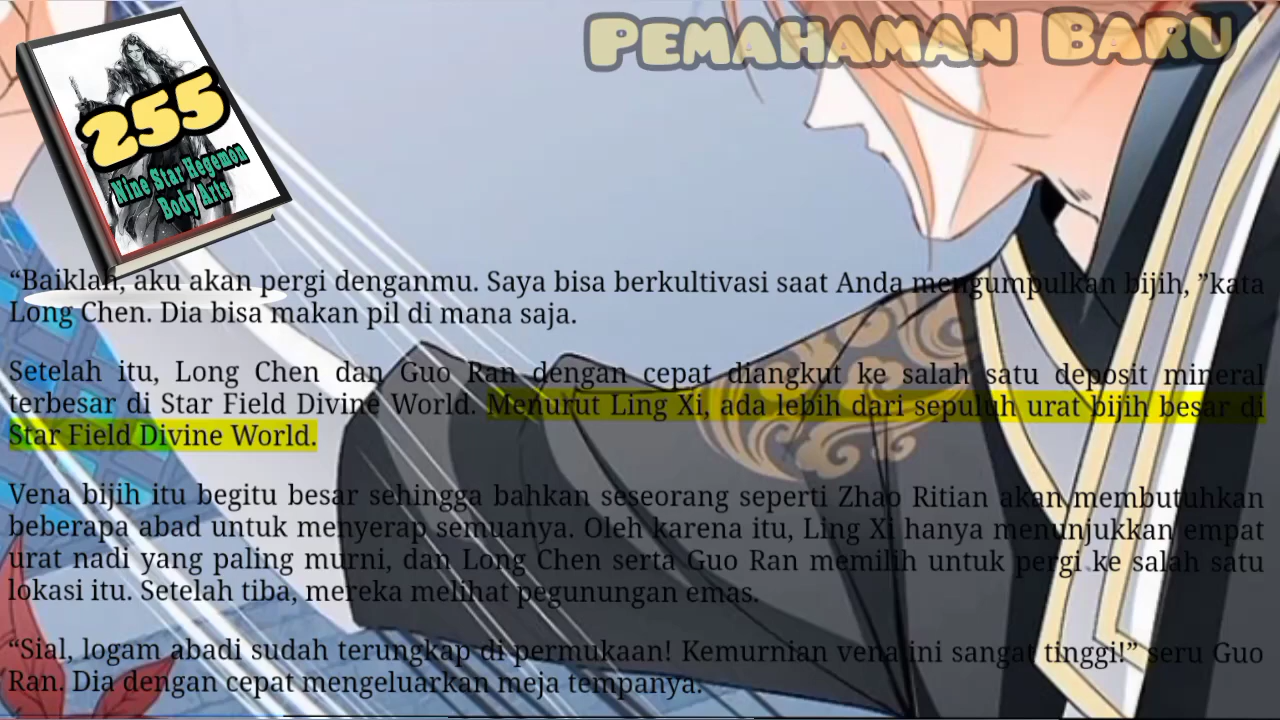 Pemahaman Baru
255
Nine Star Hegemon
Body Arts
“Baiklah, aku akan pergi denganmu. Saya bisa berkultivasi saat Anda mengumpulkan bijih, ”kata
Long Chen. Dia bisa makan pil di mana saja.
Setelah itu, Long Chen dan Guo Ran dengan cepat diangkut ke salah satu deposit mineral
terbesar di Star Field Divine World. Menurut Ling Xi, ada lebih dari sepuluh urat bijih besar di
Star Field Divine World.
Vena bijih itu begitu besar sehingga bahkan seseorang seperti Zhao Ritian akan membutuhkan
beberapa abad untuk menyerap semuanya. Oleh karena itu, Ling Xi hanya menunjukkan empat
urat nadi yang paling murni, dan Long Chen serta Guo Ran memilih untuk pergi ke salah satu
lokasi itu. Setelah tiba, mereka melihat pegunungan emas.
“Sial, logam abadi sudah terungkap di permukaan! Kemurnian vena ini sangat tinggi!” seru Guo
Ran. Dia dengan cepat mengeluarkan meja tempanya.